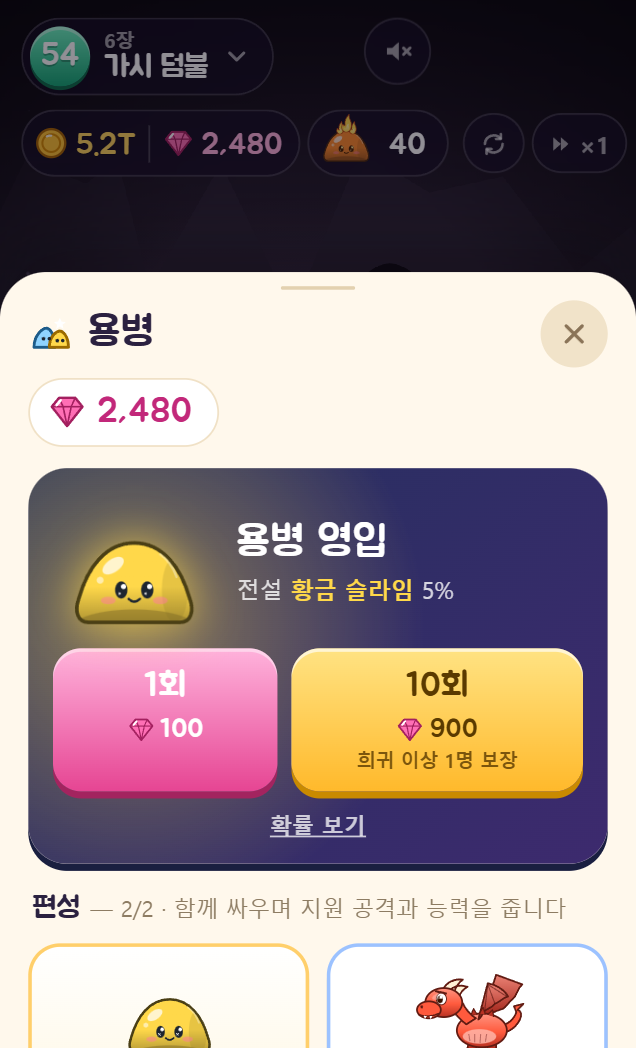 54
6장
가시 덤불
5.2T
2,480
40
×1
용병
2,480
용병 영입
전설 황금 슬라임 5%
1회
100
10회
900
희귀 이상 1명 보장
확률 보기
편성 — 2/2 · 함께 싸우며 지원 공격과 능력을 줍니다